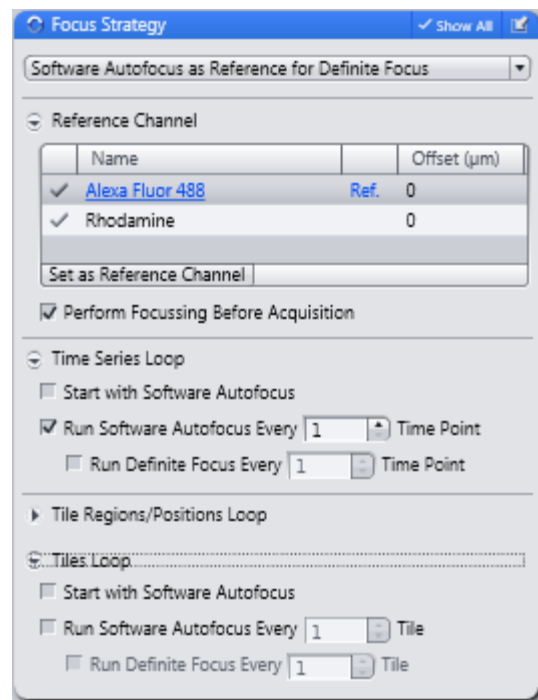 Focus Strategy Show All
Software Autofocus as Reference for Definite Focus
Reference Channel
Name Offset (µm)
Alexa Fluor 488 Ref. 0
Rhodamine 0
Set as Reference Channel
Perform Focussing Before Acquisition
Time Series Loop
Start with Software Autofocus
Run Software Autofocus Every 1 Time Point
Run Definite Focus Every 1 Time Point
Tile Regions/Positions Loop
Tiles Loop
Start with Software Autofocus
Run Software Autofocus Every 1 Tile
Run Definite Focus Every 1 Tile